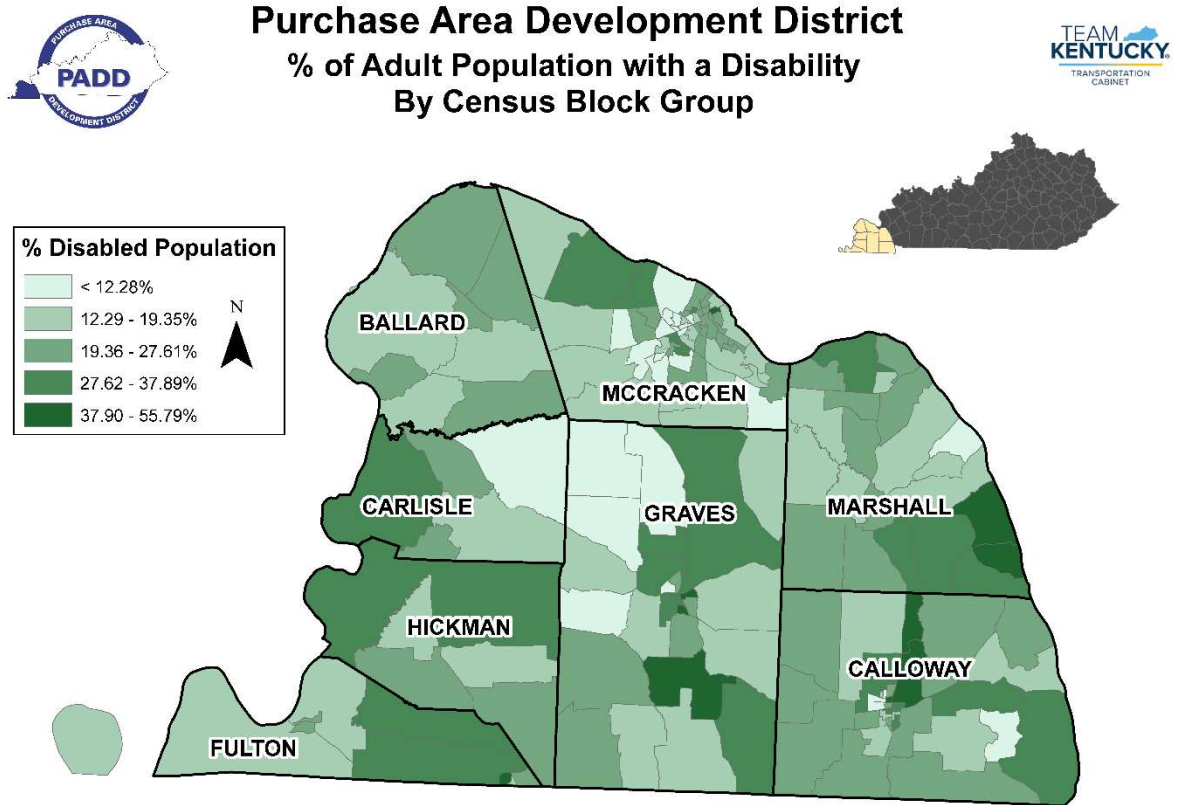 Purchase Area Development District
% of Adult Population with a Disability
By Census Block Group
PURCHASE AREA
PADD
DEVELOPMENT DISTRICT
TEAM
KENTUCKY
TRANSPORTATION
CABINET
% Disabled Population
< 12.28%
12.29 - 19.35%
19.36 - 27.61%
27.62 - 37.89%
37.90 - 55.79%
N
BALLARD
MCCRACKEN
CARLISLE
GRAVES
MARSHALL
HICKMAN
CALLOWAY
FULTON